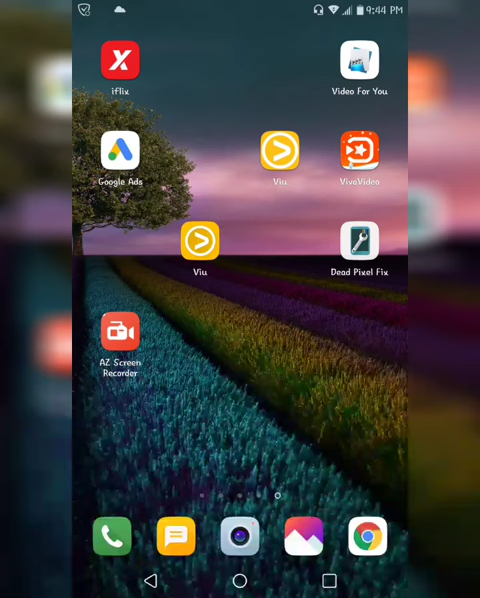 9:44 PM
iflix
Video For You
Google Ads
Viu
VivaVideo
Viu
Dead Pixel Fix
AZ Screen
Recorder